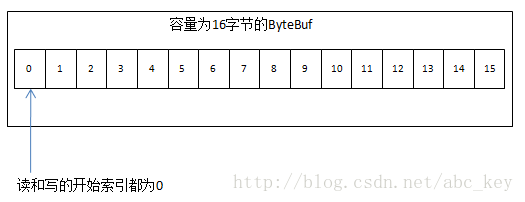 容量为16字节的ByteBuf
0 1 2 3 4 5 6 7 8 9 10 11 12 13 14 15
读和写的开始索引都为0
http://blog.csdn.net/abc_key